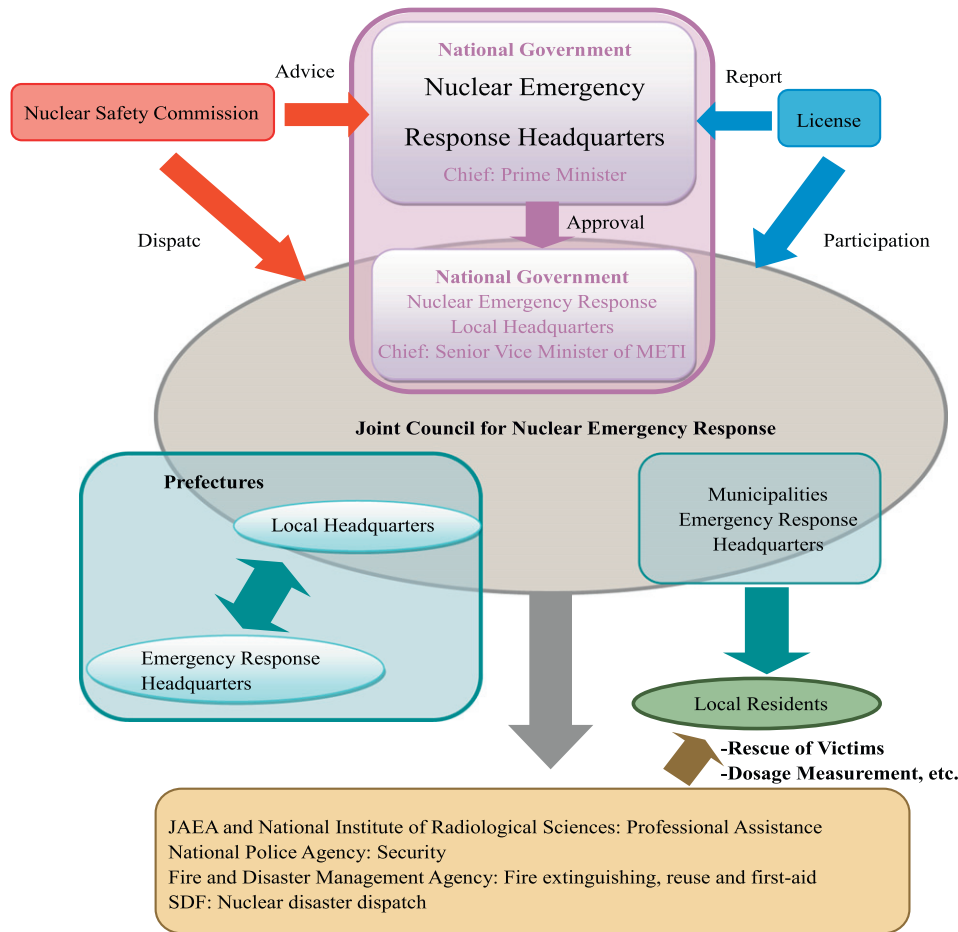 National Government
Nuclear Emergency
Response Headquarters
Chief: Prime Minister
Advice
Nuclear Safety Commission
Report
License
Approval
Dispatc
Participation
National Government
Nuclear Emergency Response
Local Headquarters
Chief: Senior Vice Minister of METI
Joint Council for Nuclear Emergency Response
Prefectures
Local Headquarters
Emergency Response
Headquarters
Municipalities
Emergency Response
Headquarters
Local Residents
-Rescue of Victims
-Dosage Measurement, etc.
JAEA and National Institute of Radiological Sciences: Professional Assistance
National Police Agency: Security
Fire and Disaster Management Agency: Fire extinguishing, reuse and first-aid
SDF: Nuclear disaster dispatch